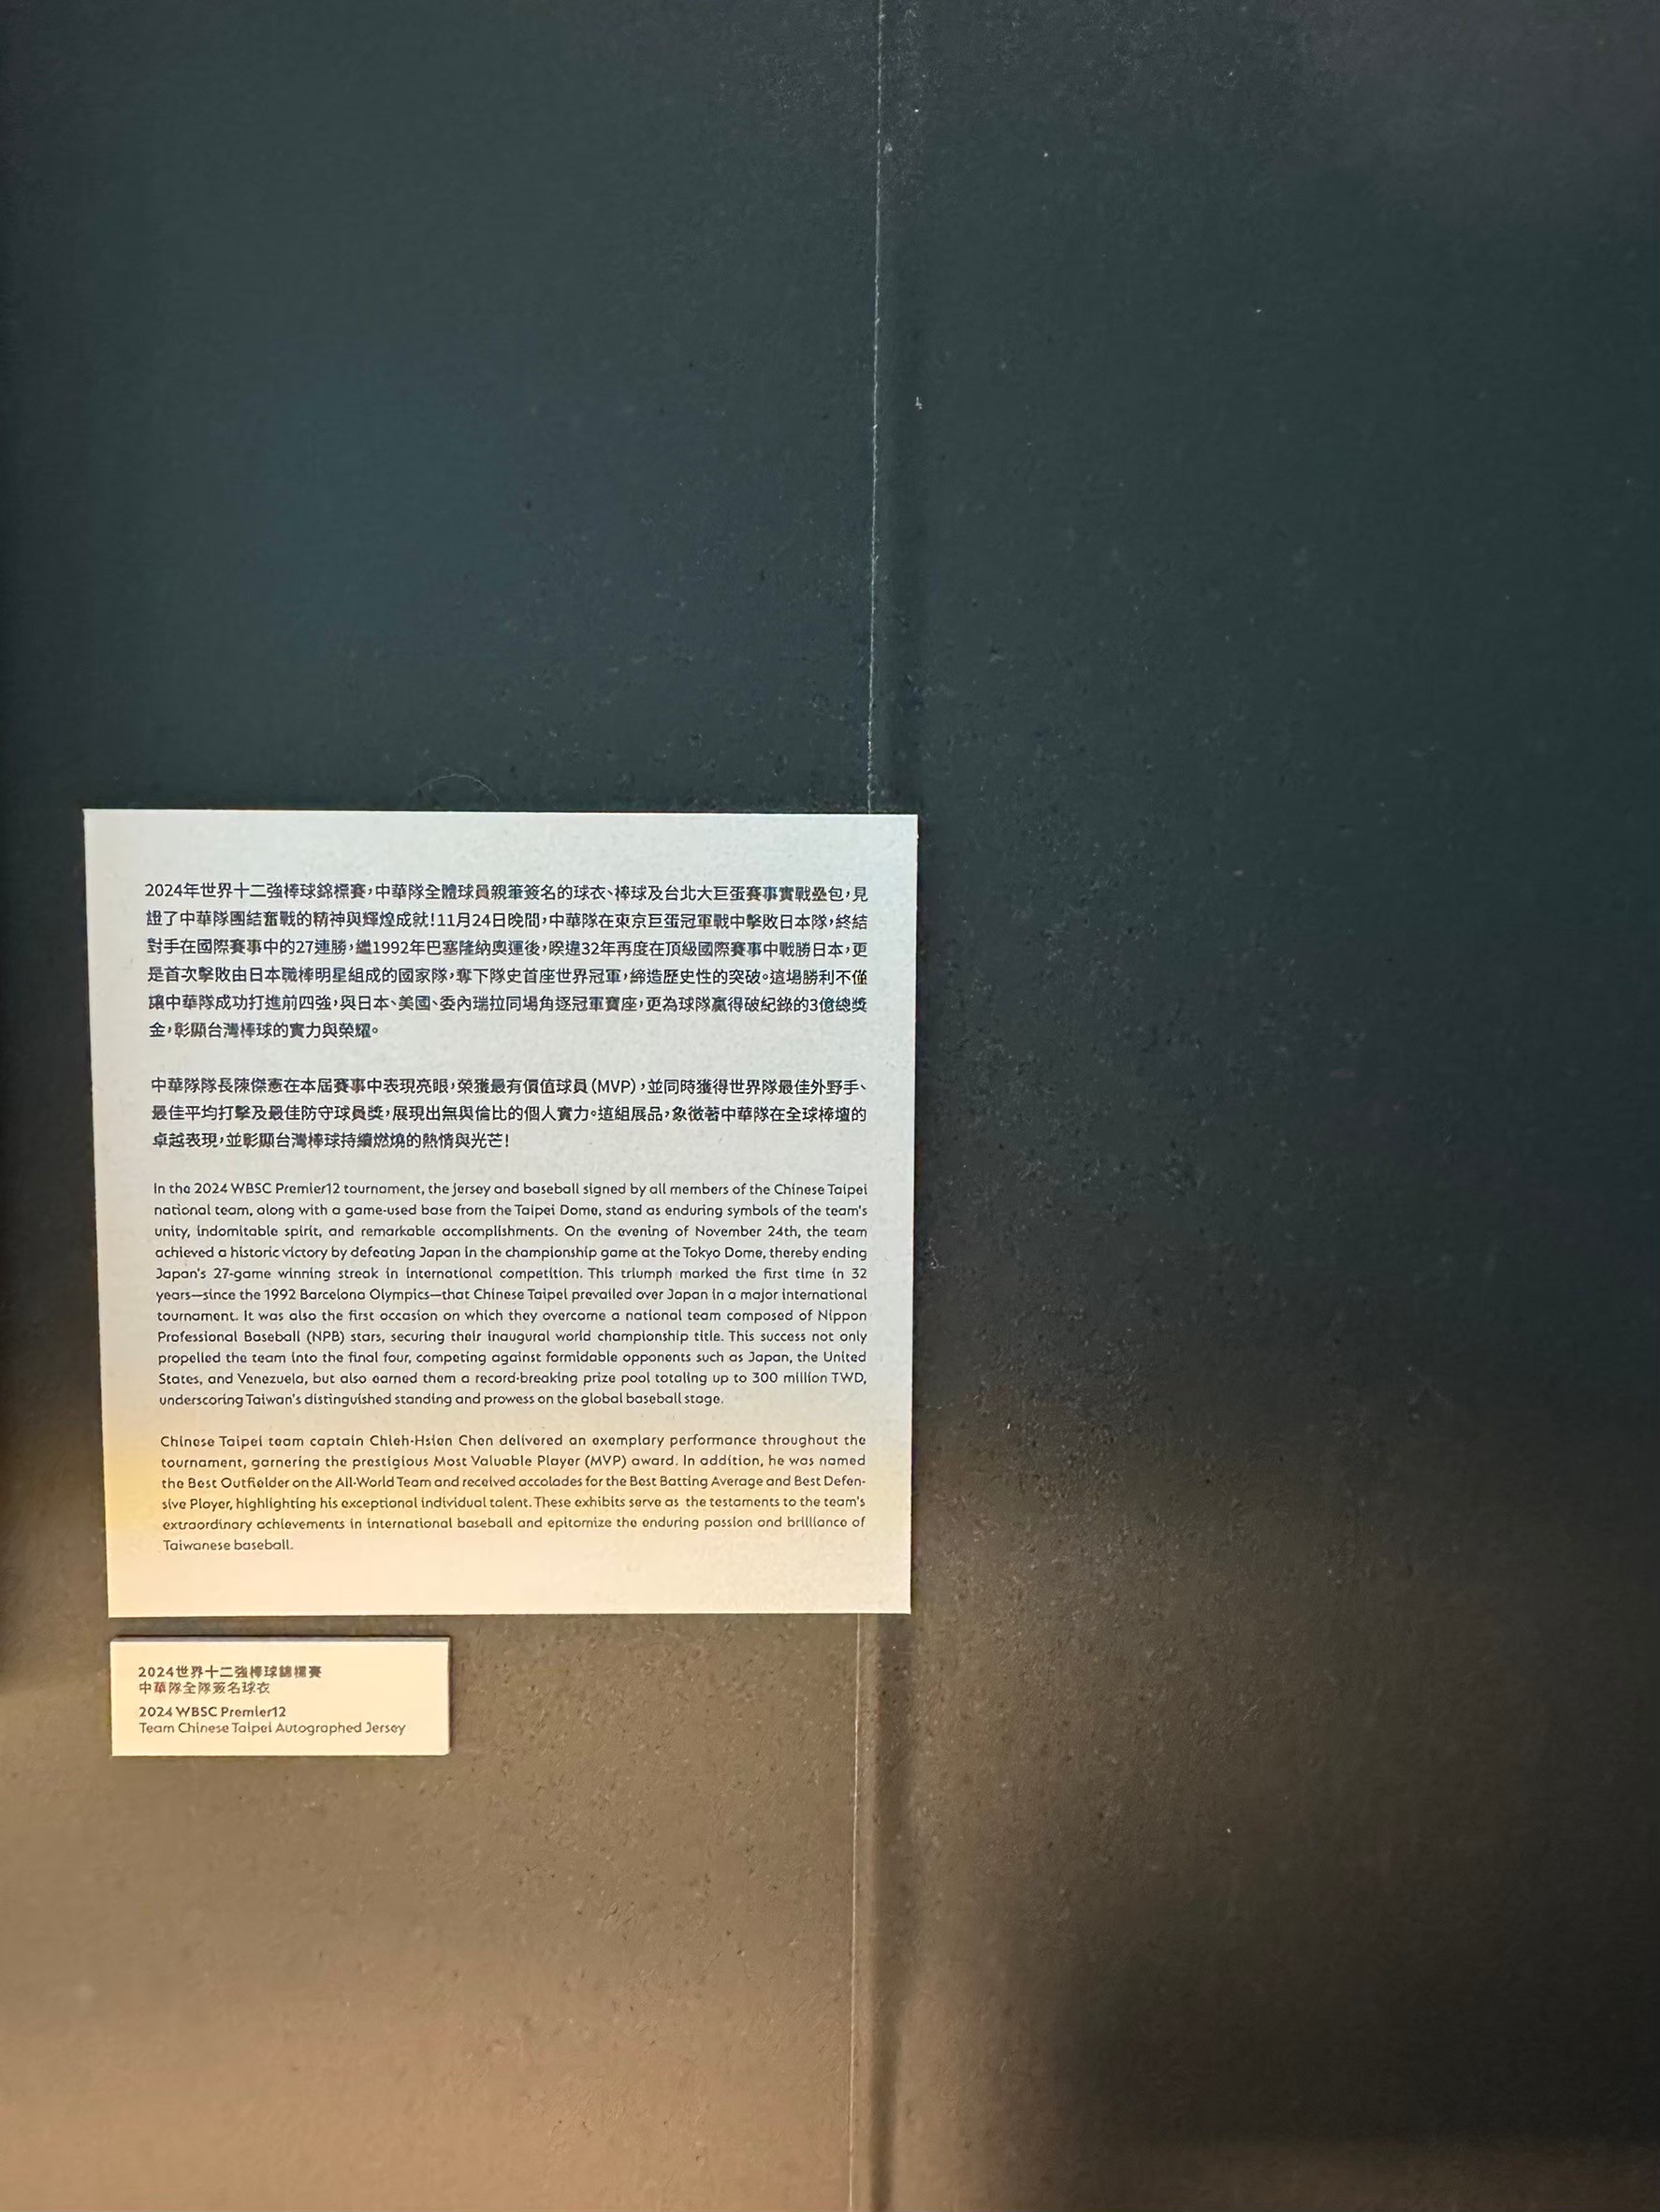 2024年世界十二強棒球錦標賽，中華隊全體球員親筆簽名的球衣、棒球及台北大巨蛋賽事實戰壘包，見
證了中華隊團結奮戰的精神與輝煌成就！11月24日晚間，中華隊在東京巨蛋冠軍戰中擊敗日本隊，終結
對手在國際賽事中的27連勝，繼1992年巴塞隆納奧運後，睽違32年再度在頂級國際賽事中戰勝日本，更
是首次擊敗由日本職棒明星組成的國家隊，奪下隊史首座世界冠軍，締造歷史性的突破。這場勝利不僅
讓中華隊成功打進前四強，與日本、美國、委內瑞拉同場角逐冠軍寶座，更為球隊贏得破紀錄的3億總獎
金，彰顯台灣棒球的實力與榮耀。
中華隊隊長陳傑憲在本屆賽事中表現亮眼，榮獲最有價值球員（MVP），並同時獲得世界隊最佳外野手、
最佳平均打擊及最佳防守球員獎，展現出無與倫比的個人實力。這組展品，象徵著中華隊在全球棒壇的
卓越表現，並彰顯台灣棒球持續燃燒的熱情與光芒！
In the 2024 WBSC Premier12 tournament, the jersey and baseball signed by all members of the Chinese Taipei
national team, along with a game-used base from the Taipei Dome, stand as enduring symbols of the team's
unity, indomitable spirit, and remarkable accomplishments. On the evening of November 24th, the team
achieved a historic victory by defeating Japan in the championship game at the Tokyo Dome, thereby ending
Japan's 27-game winning streak in international competition. This triumph marked the first time in 32
years—since the 1992 Barcelona Olympics—that Chinese Taipei prevailed over Japan in a major international
tournament. It was also the first occasion on which they overcame a national team composed of Nippon
Professional Baseball (NPB) stars, securing their inaugural world championship title. This success not only
propelled the team into the final four, competing against formidable opponents such as Japan, the United
States, and Venezuela, but also earned them a record-breaking prize pool totaling up to 300 million TWD,
underscoring Taiwan's distinguished standing and prowess on the global baseball stage.
Chinese Taipei team captain Chieh-Hsien Chen delivered an exemplary performance throughout the
tournament, garnering the prestigious Most Valuable Player (MVP) award. In addition, he was named
the Best Outfielder on the All-World Team and received accolades for the Best Batting Average and Best Defen-
sive Player, highlighting his exceptional individual talent. These exhibits serve as the testaments to the team's
extraordinary achievements in international baseball and epitomize the enduring passion and brilliance of
Taiwanese baseball.
2024世界十二強棒球錦標賽
中華隊全隊簽名球衣
2024 WBSC Premier12
Team Chinese Taipei Autographed Jersey